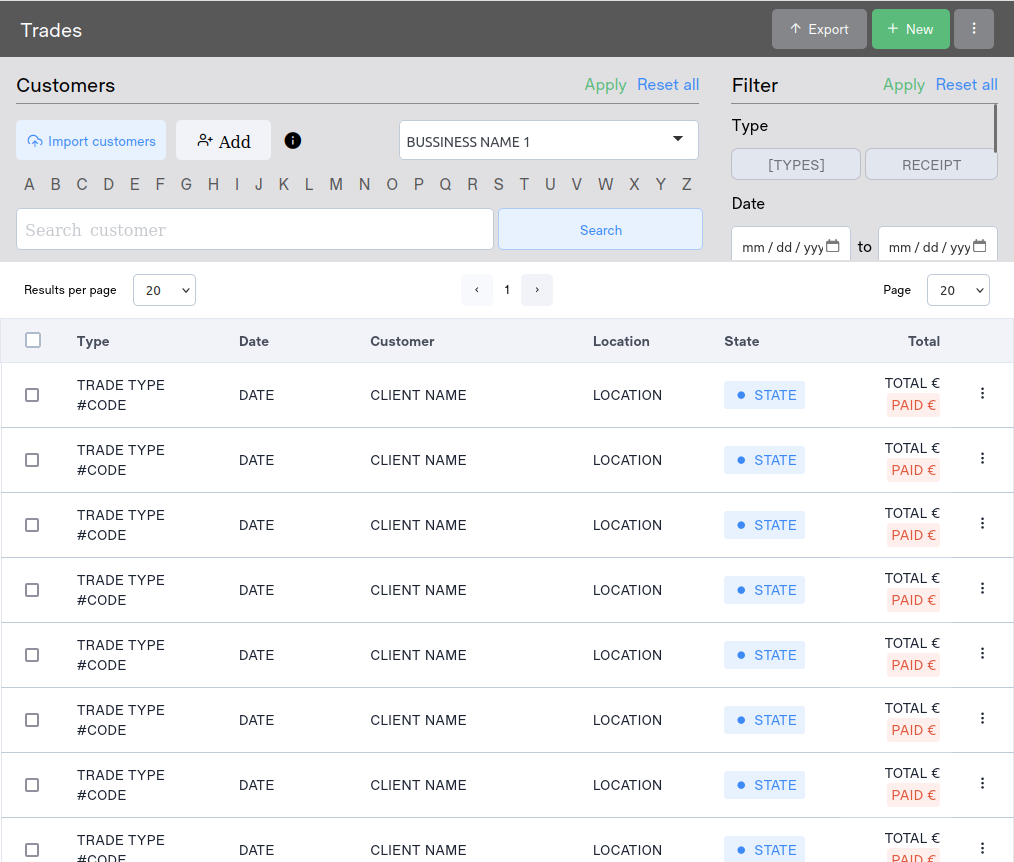 Trades
Export
New
Customers
Apply Reset all
Filter
Apply Reset all
Import customers
Add
BUSSINESS NAME 1
Type
[TYPES] RECEIPT
A B C D E F G H I J K L M N O P Q R S T U V W X Y Z
Date
Search customer
Search
mm / dd / yyy to mm / dd / yyy
Results per page 20
‹ 1 ›
Page 20
Type Date Customer Location State Total
TRADE TYPE
#CODE
DATE CLIENT NAME LOCATION STATE
TOTAL €
PAID €
TRADE TYPE
#CODE
DATE CLIENT NAME LOCATION STATE
TOTAL €
PAID €
TRADE TYPE
#CODE
DATE CLIENT NAME LOCATION STATE
TOTAL €
PAID €
TRADE TYPE
#CODE
DATE CLIENT NAME LOCATION STATE
TOTAL €
PAID €
TRADE TYPE
#CODE
DATE CLIENT NAME LOCATION STATE
TOTAL €
PAID €
TRADE TYPE
#CODE
DATE CLIENT NAME LOCATION STATE
TOTAL €
PAID €
TRADE TYPE
#CODE
DATE CLIENT NAME LOCATION STATE
TOTAL €
PAID €
TRADE TYPE
#CODE
DATE CLIENT NAME LOCATION STATE
TOTAL €
PAID €